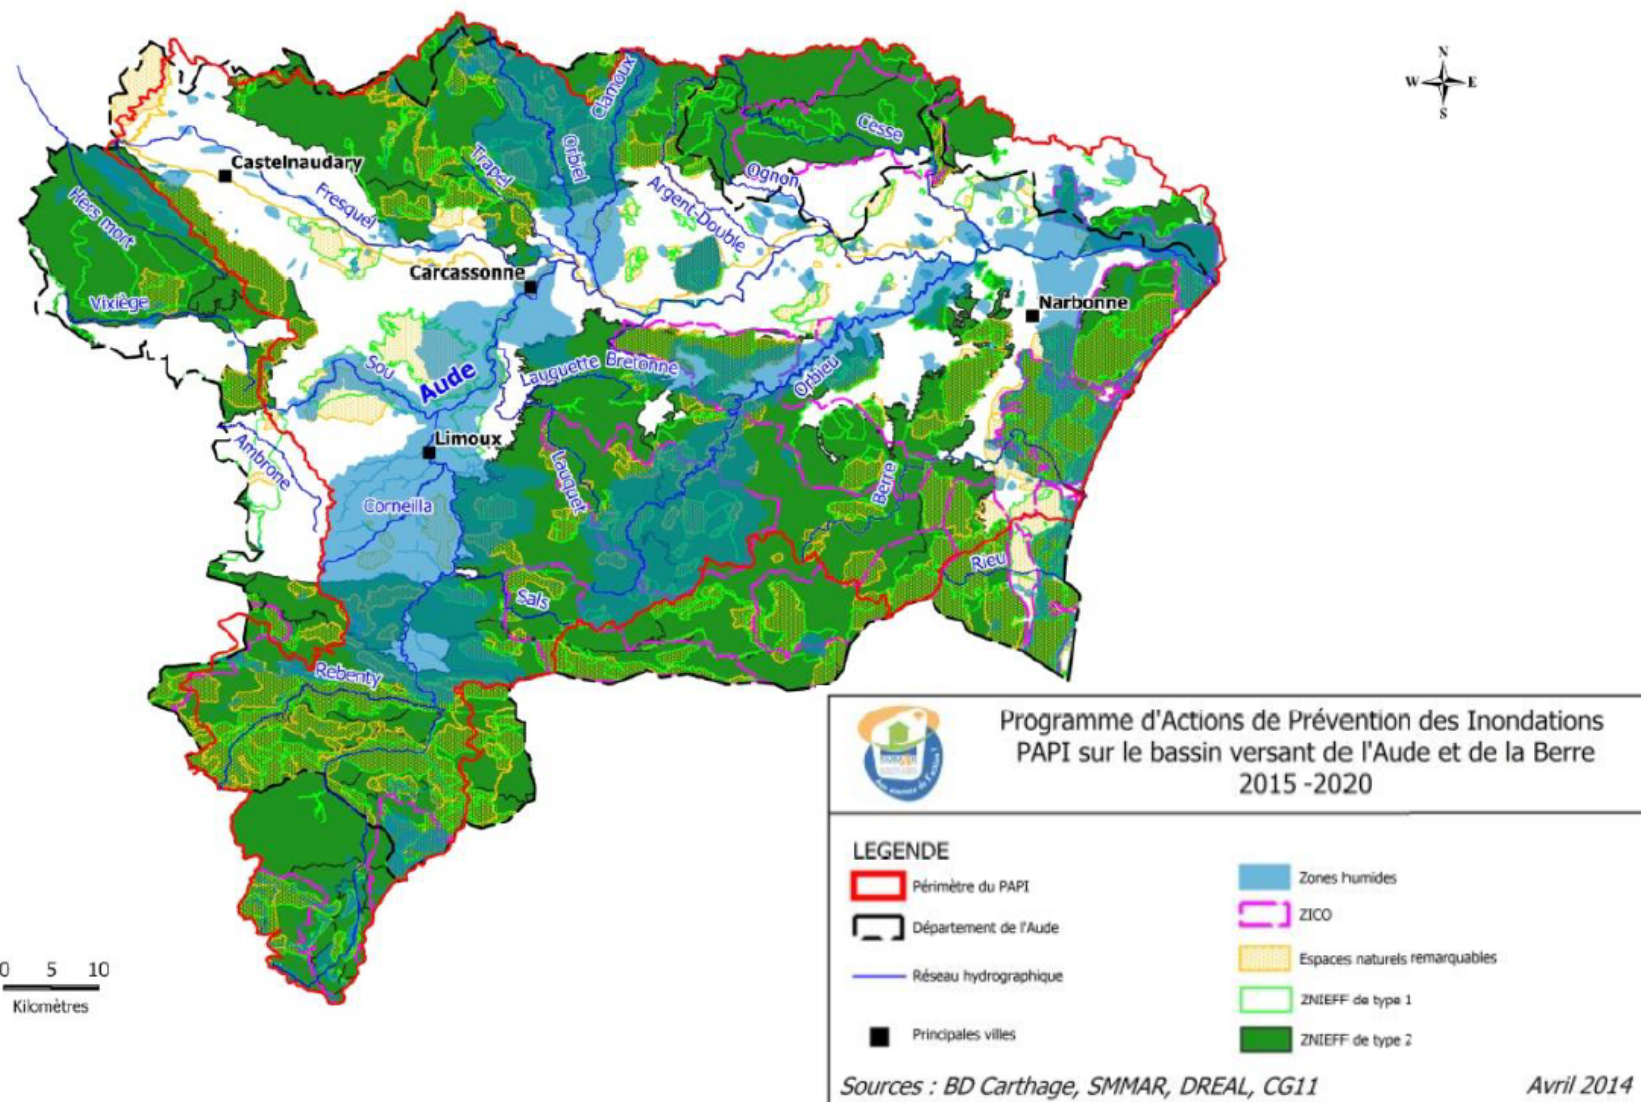 N
W E
S
Clamoux
Orbiel
Trapel
Cesse
Ognon
Castelnaudary
Fresquel
Argent-Double
Hers mort
Carcassonne
Vixiège
Narbonne
Sou
Aude
Lauquette Bretonne
Orbieu
Limoux
Ambrone
Lauquet
Berre
Corneilla
Rieu
Sals
Rebenty
Programme d'Actions de Prévention des Inondations
PAPI sur le bassin versant de l'Aude et de la Berre
2015 -2020
LEGENDE
Périmètre du PAPI
Département de l'Aude
Réseau hydrographique
Principales villes
Zones humides
ZICO
Espaces naturels remarquables
ZNIEFF de type 1
ZNIEFF de type 2
0 5 10
Kilomètres
Sources : BD Carthage, SMMAR, DREAL, CG11
Avril 2014